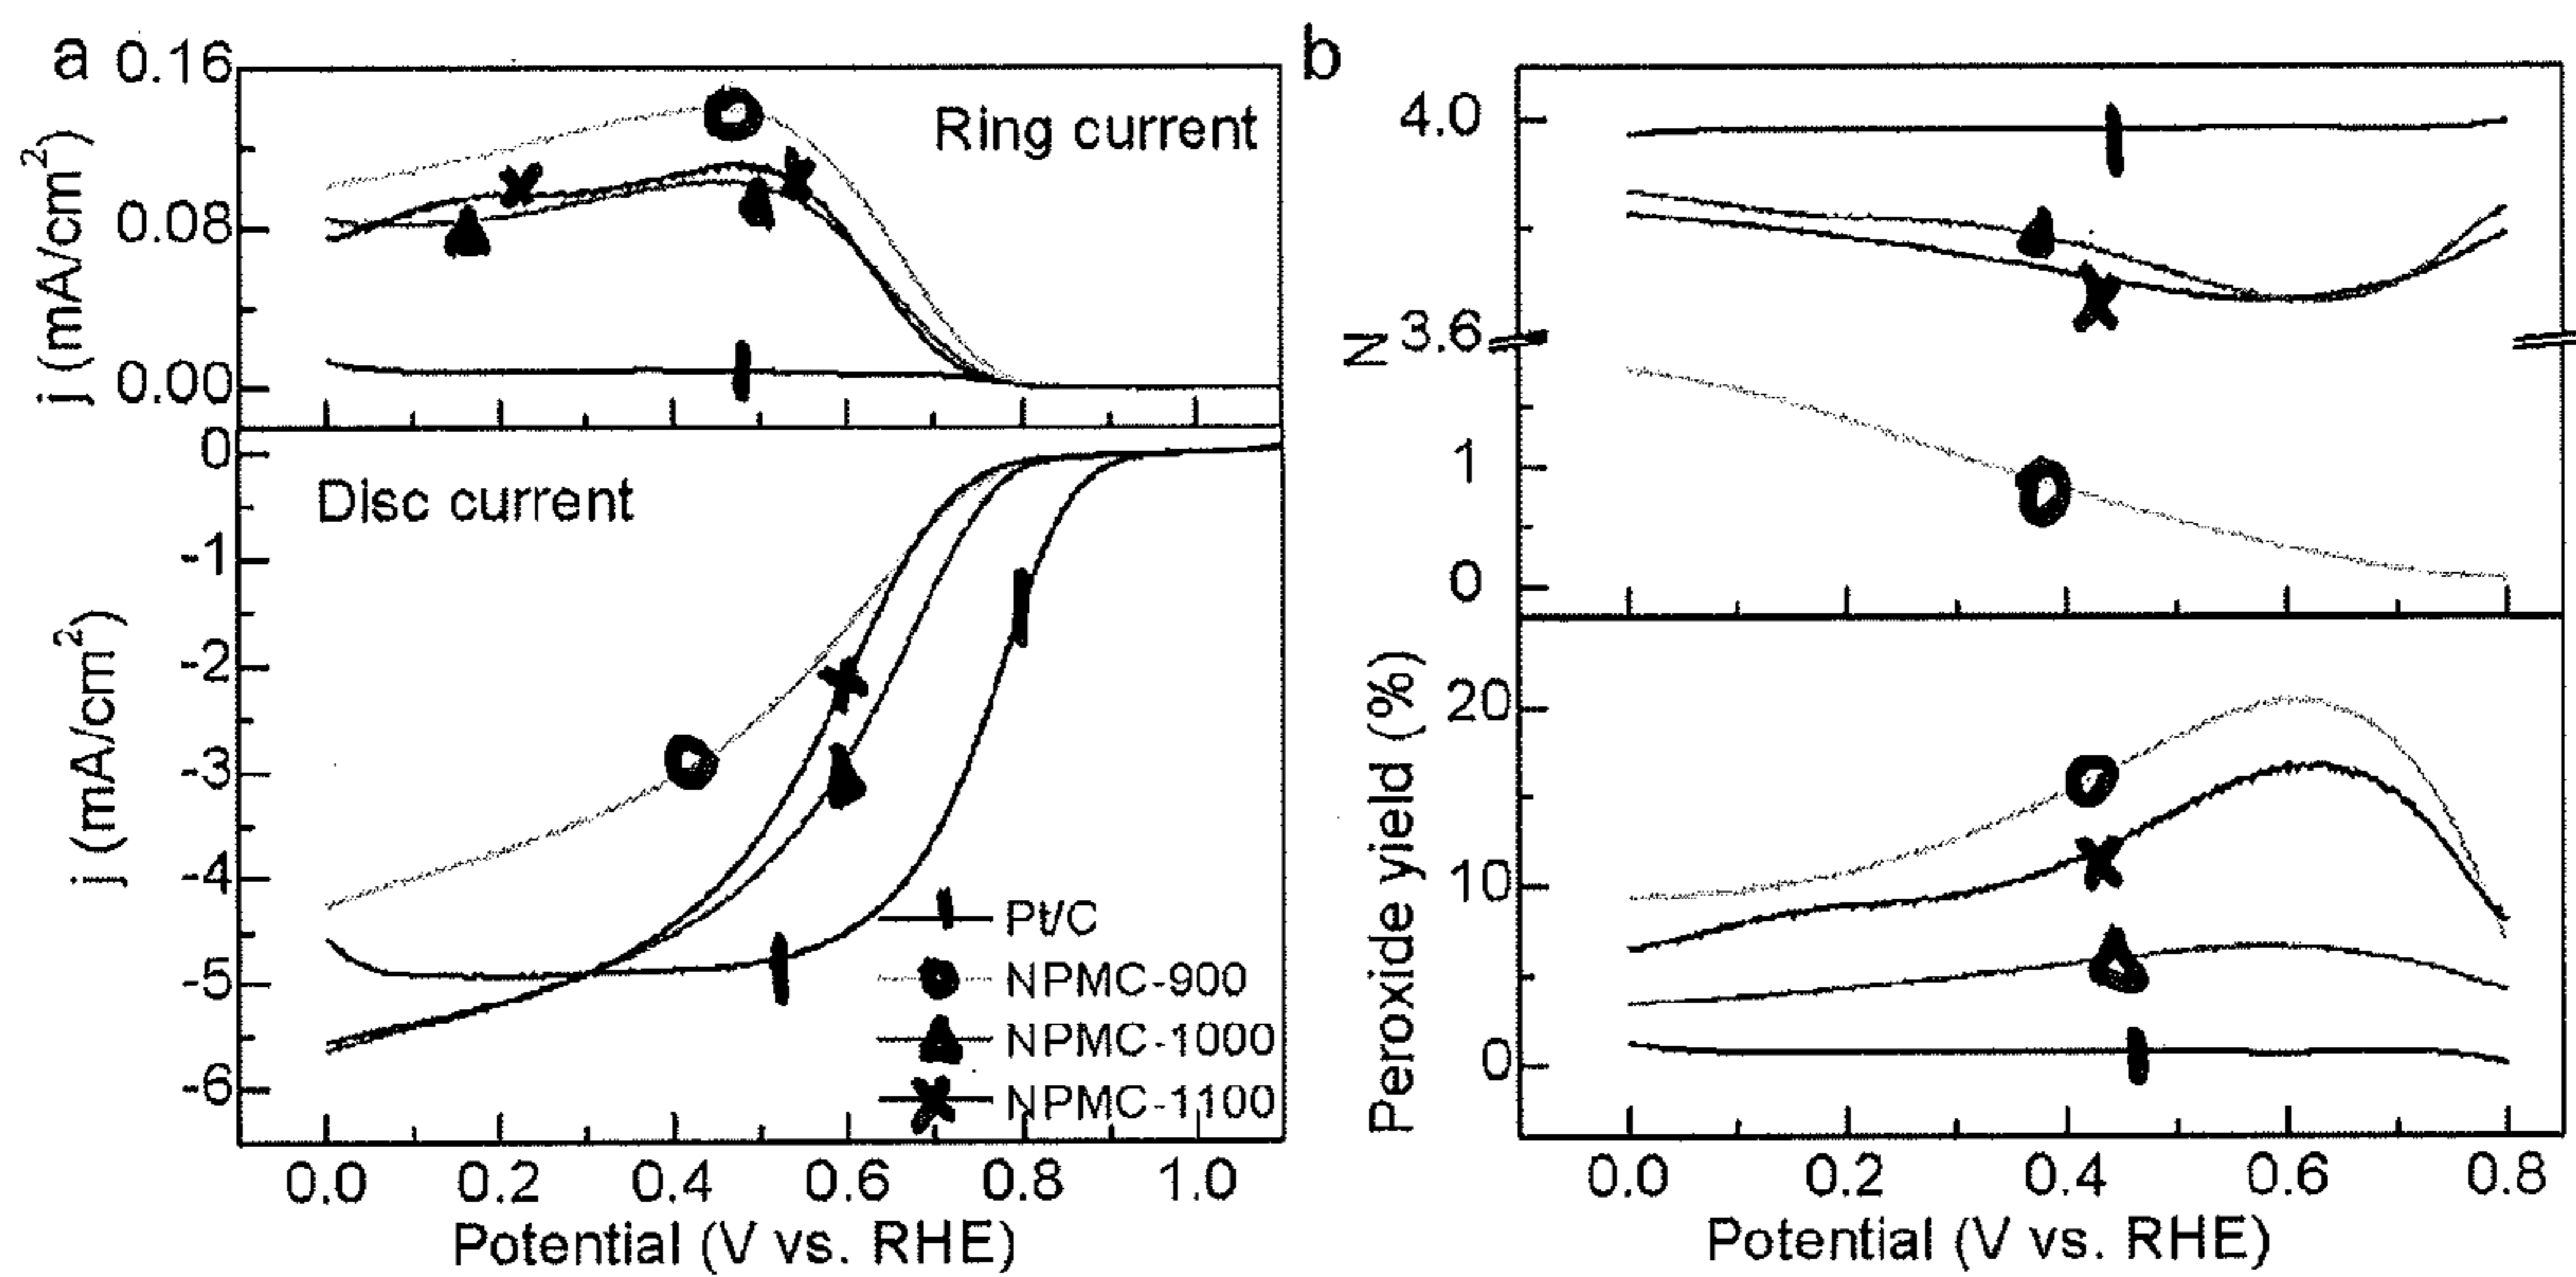 a
0.16
0.08
0.00
j (mA/cm²)
Ring current
0
-1
-2
-3
-4
-5
-6
j (mA/cm²)
Disc current
Pt/C
NPMC-900
NPMC-1000
NPMC-1100
0.0 0.2 0.4 0.6 0.8 1.0
Potential (V vs. RHE)
b
4.0
3.6
1
0
N
20
10
0
Peroxide yield (%)
0.0 0.2 0.4 0.6 0.8
Potential (V vs. RHE)